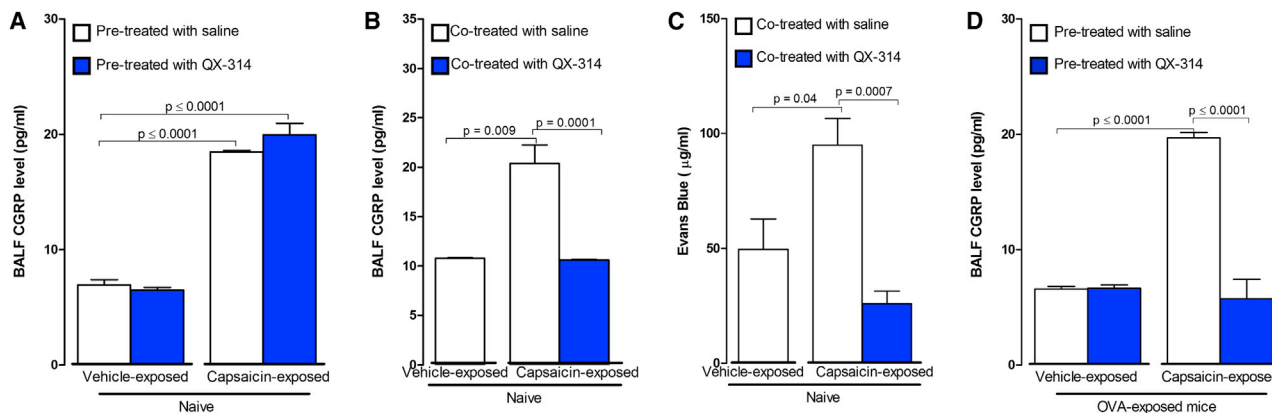 A
Pre-treated with saline
Pre-treated with QX-314
p ≤ 0.0001
p ≤ 0.0001
BALF CGRP level (pg/ml)
30
20
10
0
Vehicle-exposed Capsaicin-exposed
Naive
B
Co-treated with saline
Co-treated with QX-314
p = 0.009 p = 0.0001
BALF CGRP level (pg/ml)
35
30
25
20
15
10
5
0
Vehicle-exposed Capsaicin-exposed
Naive
C
Co-treated with saline
Co-treated with QX-314
p = 0.04 p = 0.0007
Evans Blue ( µg/ml)
150
100
50
0
Vehicle-exposed Capsaicin-exposed
Naive
D
Pre-treated with saline
Pre-treated with QX-314
p ≤ 0.0001 p ≤ 0.0001
BALF CGRP level (pg/ml)
30
20
10
0
Vehicle-exposed Capsaicin-expose
OVA-exposed mice